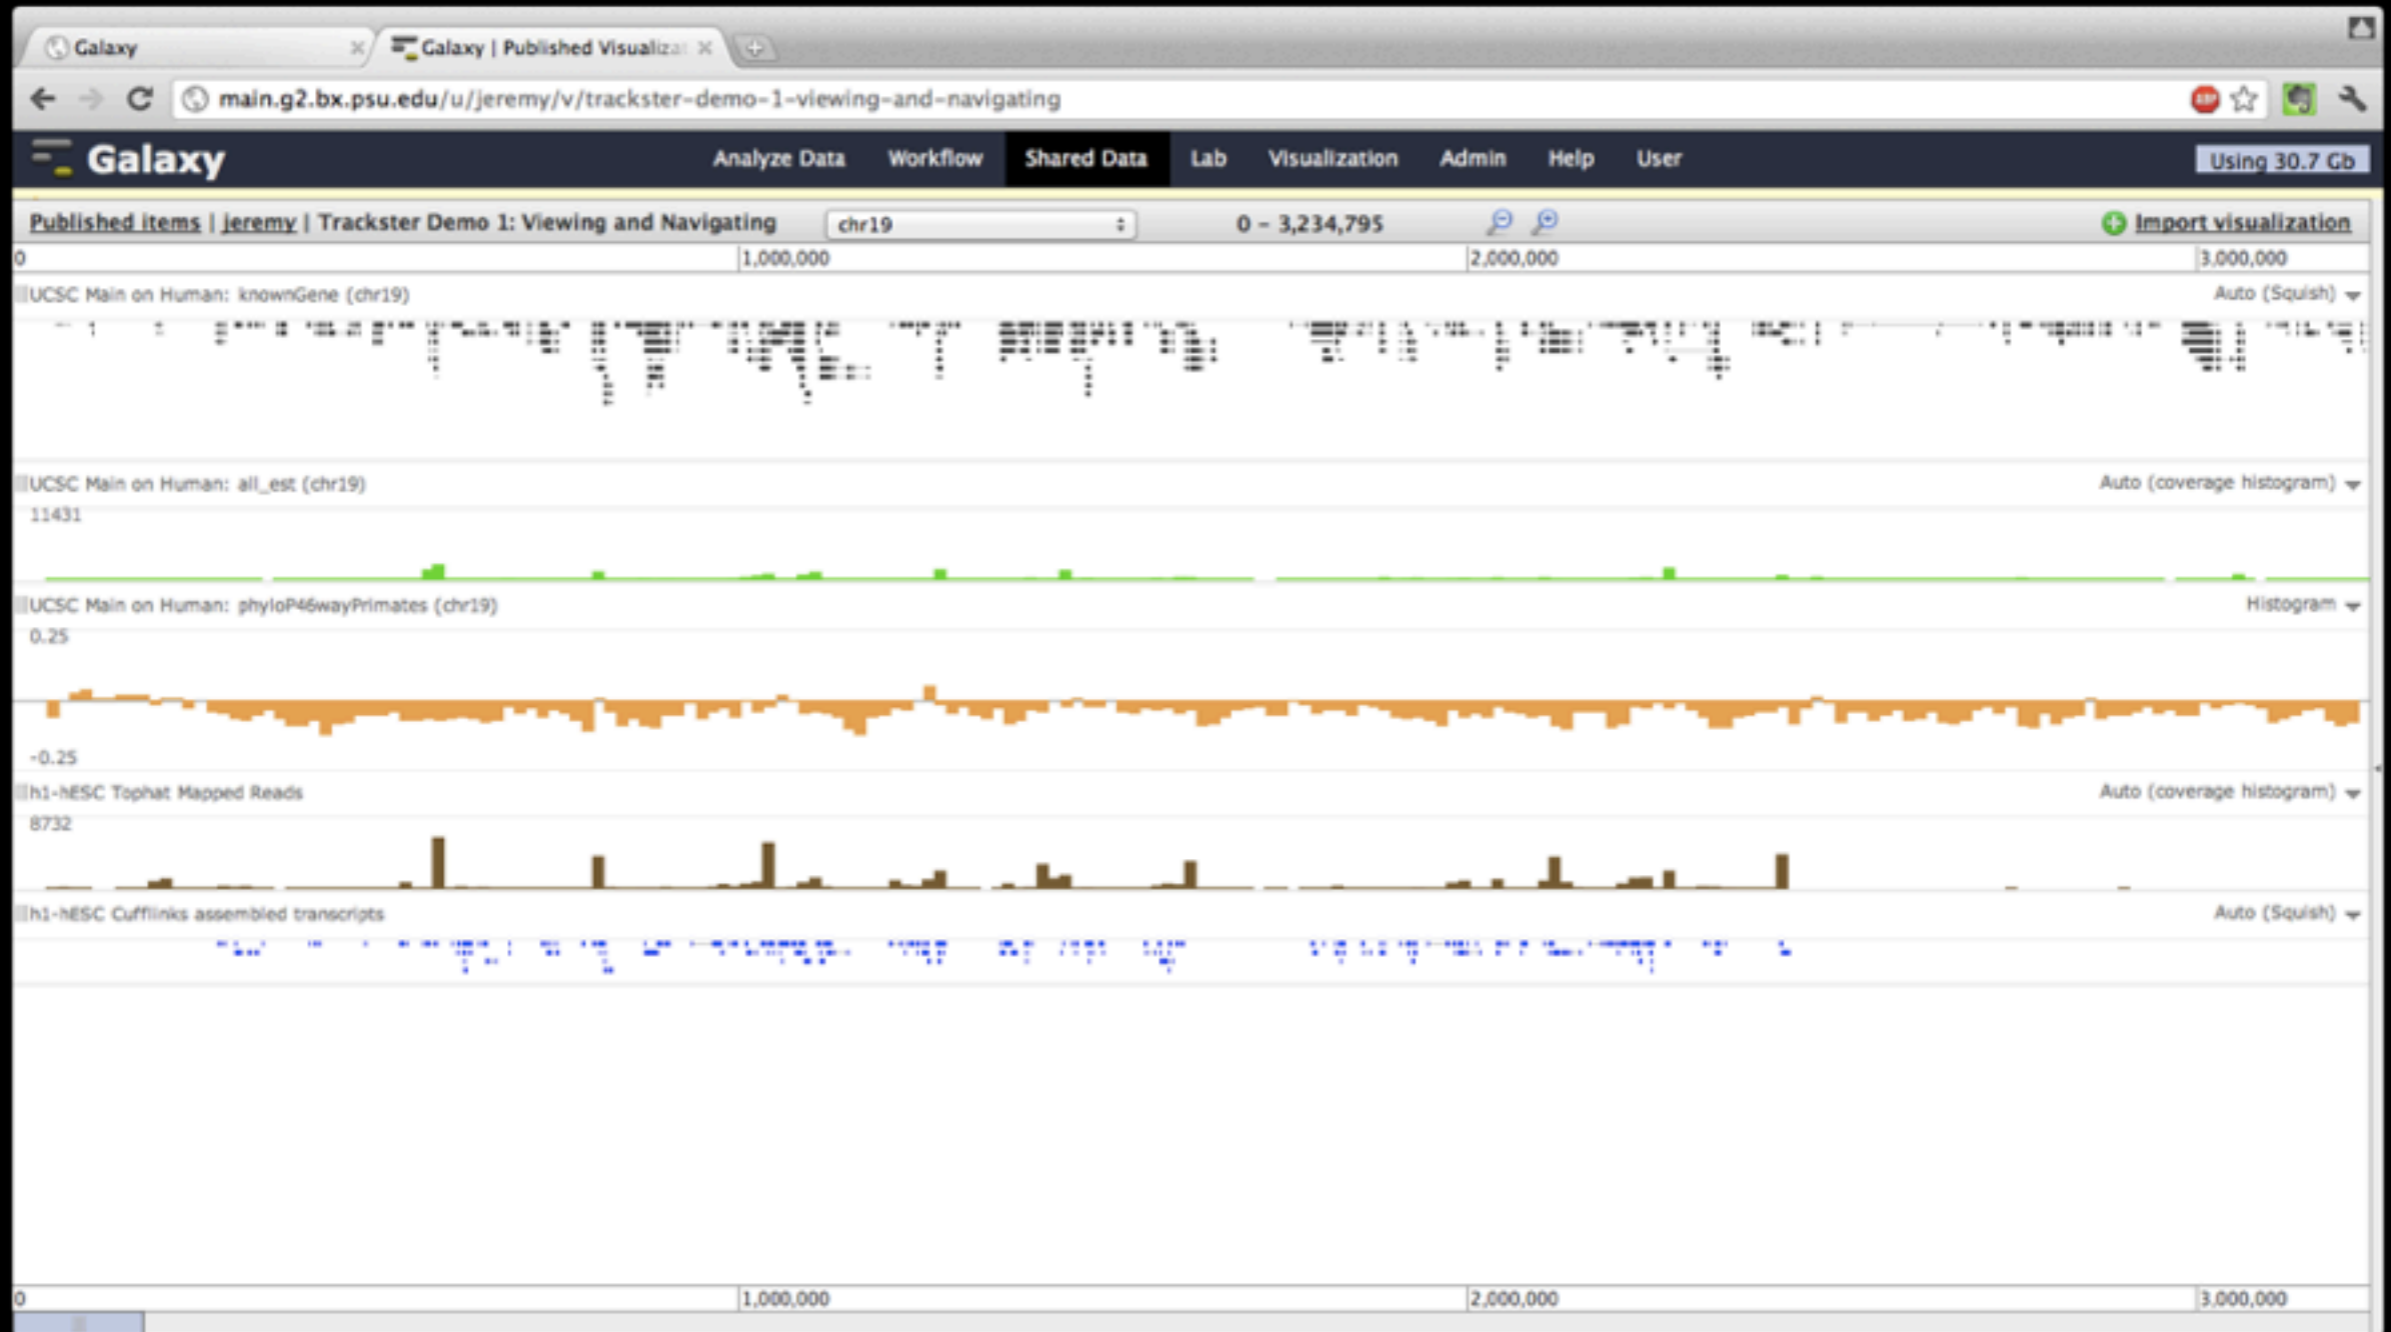 Galaxy Galaxy | Published Visualizat
main.g2.bx.psu.edu/u/jeremy/v/trackster-demo-1-viewing-and-navigating ABP
Galaxy Analyze Data Workflow Shared Data Lab Visualization Admin Help User Using 30.7 Gb
Published items | jeremy | Trackster Demo 1: Viewing and Navigating chr19 0 - 3,234,795 Import visualization
0 1,000,000 2,000,000 3,000,000
UCSC Main on Human: knownGene (chr19) Auto (Squish)
UCSC Main on Human: all_est (chr19) Auto (coverage histogram)
11431
UCSC Main on Human: phyloP46wayPrimates (chr19) Histogram
0.25
-0.25
h1-hESC Tophat Mapped Reads Auto (coverage histogram)
8732
h1-hESC Cufflinks assembled transcripts Auto (Squish)
0 1,000,000 2,000,000 3,000,000